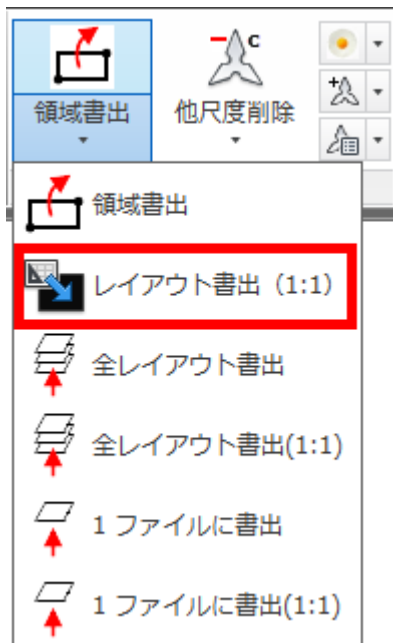 領域書出
他尺度削除
領域書出
レイアウト書出（1:1）
全レイアウト書出
全レイアウト書出(1:1)
1 ファイルに書出
1 ファイルに書出(1:1)